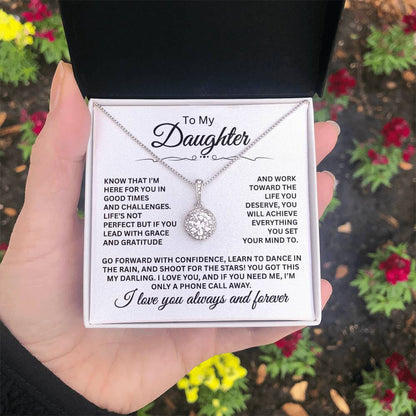 To My
Daughter
KNOW THAT I'M
HERE FOR YOU IN
GOOD TIMES
AND CHALLENGES.
LIFE'S NOT
PERFECT BUT IF YOU
LEAD WITH GRACE
AND GRATITUDE
AND WORK
TOWARD THE
LIFE YOU
DESERVE, YOU
WILL ACHIEVE
EVERYTHING
YOU SET
YOUR MIND TO.
GO FORWARD WITH CONFIDENCE, LEARN TO DANCE IN
THE RAIN, AND SHOOT FOR THE STARS! YOU GOT THIS
MY DARLING. I LOVE YOU, AND IF YOU NEED ME, I'M
ONLY A PHONE CALL AWAY.
I love you always and forever